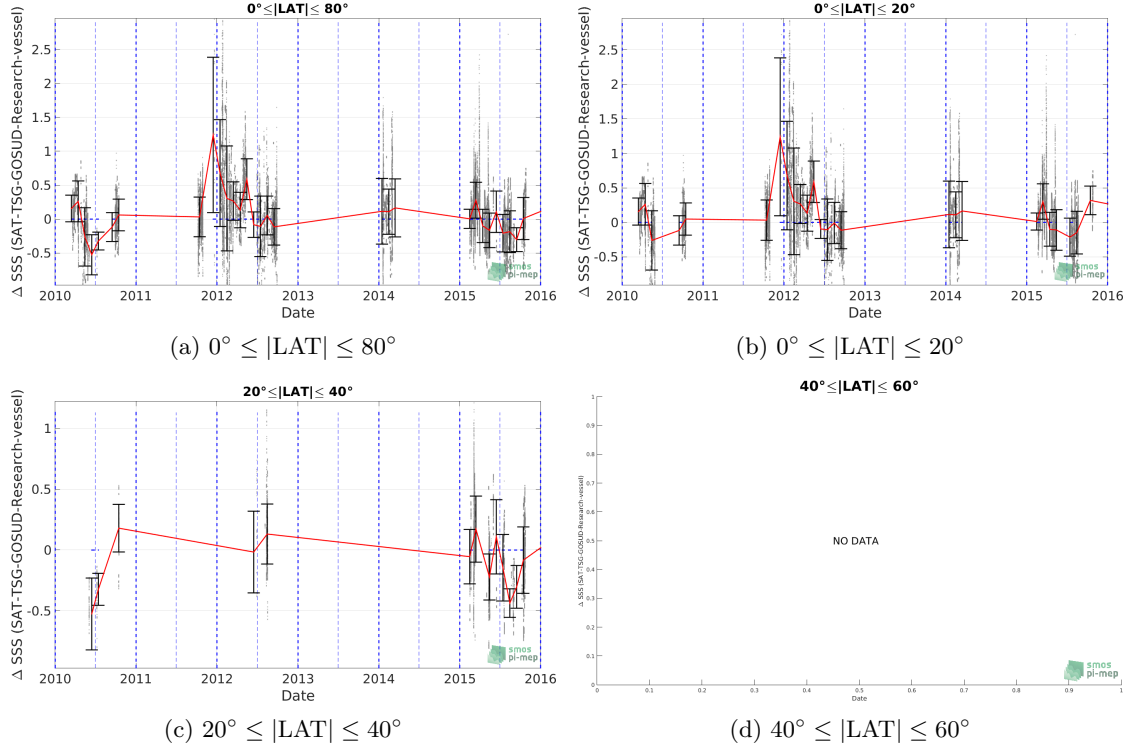 0°≤|LAT|≤ 80°
Δ SSS (SAT-TSG-GOSUD-Research-vessel)
2.5
2
1.5
1
0.5
0
-0.5
smos
pi-mep
2010 2011 2012 2013 2014 2015 2016
Date
(a) 0° ≤ |LAT| ≤ 80°
0°≤|LAT|≤ 20°
Δ SSS (SAT-TSG-GOSUD-Research-vessel)
2.5
2
1.5
1
0.5
0
-0.5
smos
pi-mep
2010 2011 2012 2013 2014 2015 2016
Date
(b) 0° ≤ |LAT| ≤ 20°
20°≤|LAT|≤ 40°
Δ SSS (SAT-TSG-GOSUD-Research-vessel)
1
0.5
0
-0.5
smos
pi-mep
2010 2011 2012 2013 2014 2015 2016
Date
(c) 20° ≤ |LAT| ≤ 40°
40°≤|LAT|≤ 60°
Δ SSS (SAT-TSG-GOSUD-Research-vessel)
1
0.9
0.8
0.7
0.6
0.5
0.4
0.3
0.2
0.1
0
NO DATA
smos
pi-mep
0 0.1 0.2 0.3 0.4 0.5 0.6 0.7 0.8 0.9 1
Date
(d) 40° ≤ |LAT| ≤ 60°